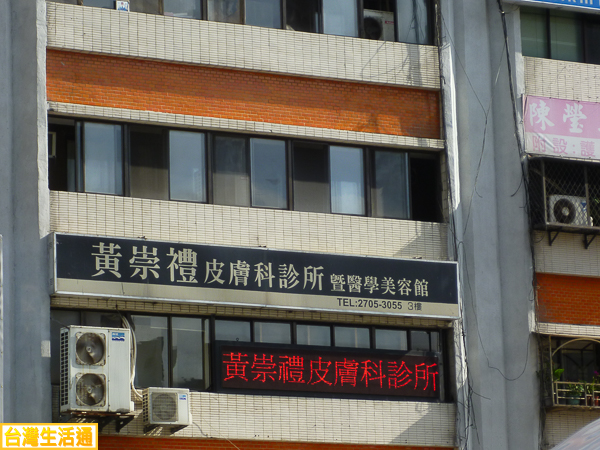 黃崇禮皮膚科診所 暨醫學美容館
TEL:2705-3055 3樓
黃崇禮皮膚科診所
陳瑩
台灣生活通